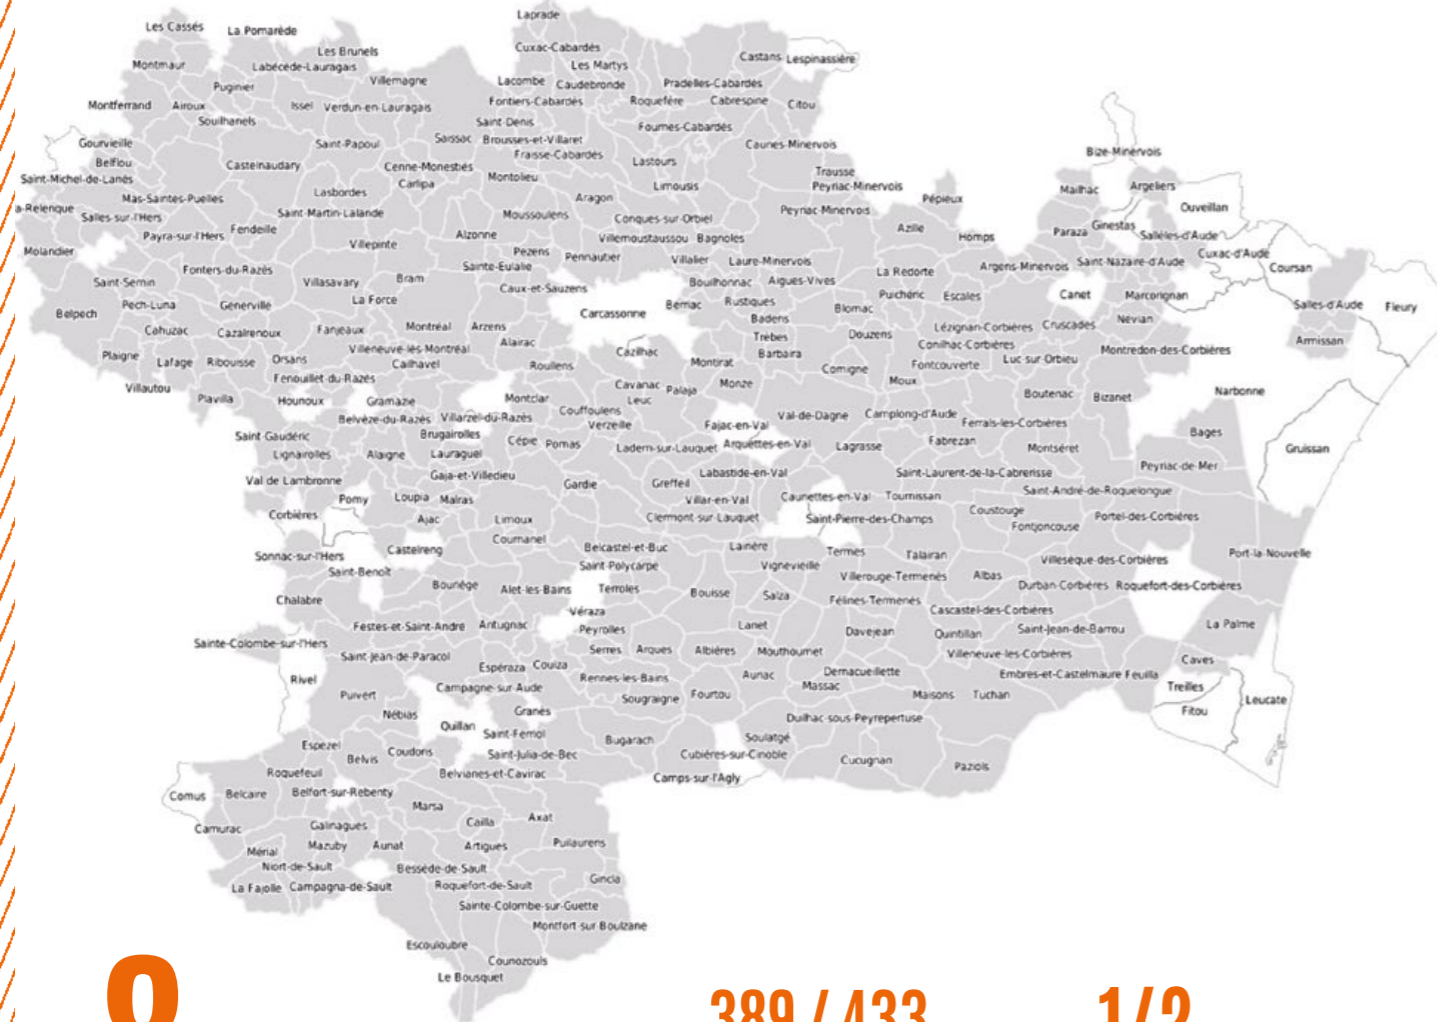 Laprade
Les Cassés
La Pomarède
Les Brunels
Cuxac-Cabardès
Castans
Lespinassière
Montmaur
Labécède-Lauragais
Les Martys
Puginier
Villemagne
Lacombe
Caudebronde
Pradelles-Cabardès
Montferrand
Airoux
Issel
Verdun-en-Lauragais
Fontiers-Cabardès
Roquefère
Cabrespine
Citou
Souilhanels
Saint-Denis
Fournes-Cabardès
Gourvieille
Saint-Papoul
Saissac
Brousses-et-Villaret
Caunes-Minervois
Bize-Minervois
Belflou
Castelnaudary
Cenne-Monestiés
Fraisse-Cabardès
Lastours
Trausse
Saint-Michel-de-Lanès
Lasbordes
Carlipa
Montolieu
Limousis
Peyriac-Minervois
Mailhac
Argeliers
Mas-Saintes-Puelles
Aragon
Pépieux
Ouveillan
a-Relenque
Salles-sur-l'Hers
Saint-Martin-Lalande
Moussoulens
Conques-sur-Orbiel
Peyriac-Minervois
Payra-sur-l'Hers
Fendeille
Alzonne
Villemoustaussou
Bagnoles
Azille
Homps
Paraza
Ginestas
Sallèles-d'Aude
Molandier
Villepinte
Pezens
Pennautier
Villalier
Laure-Minervois
Argens-Minervois
Saint-Nazaire-d'Aude
Cuxac-d'Aude
Coursan
Fonters-du-Razès
Sainte-Eulalie
La Redorte
Saint-Sernin
Villasavary
Bram
Caux-et-Sauzens
Bouilhonnac
Aigues-Vives
Puichéric
Escales
Canet
Marcorignan
Salles-d'Aude
Fleury
Belpech
Pech-Luna
Generville
La Force
Carcassonne
Berriac
Rustiques
Blomac
Badens
Névian
Cahuzac
Cazalrenoux
Fanjeaux
Montréal
Arzens
Trèbes
Douzens
Lézignan-Corbières
Cruscades
Armissan
Alairac
Conilhac-Corbières
Plaigne
Lafage
Ribouisse
Orsans
Villeneuve-lès-Montréal
Cazilhac
Barbaira
Luc-sur-Orbieu
Montredon-des-Corbières
Cailhavel
Roullens
Montirat
Comigne
Fontcouverte
Villautou
Fenouillet-du-Razès
Cavanac
Palaja
Monze
Moux
Boutenac
Bizanet
Narbonne
Plavilla
Hounoux
Gramazie
Montclar
Leuc
Belvèze-du-Razès
Villarzel-du-Razès
Couffoulens
Val-de-Dagne
Camplong-d'Aude
Ferrals-les-Corbières
Verzeille
Fajac-en-Val
Saint-Gaudéric
Brugairolles
Cépie
Pomas
Ladern-sur-Lauquet
Arquettes-en-Val
Lagrasse
Fabrezan
Montséret
Bages
Gruissan
Lignairolles
Alaigne
Lauraguel
Gaja-et-Villedieu
Labastide-en-Val
Saint-Laurent-de-la-Cabrerisse
Peyriac-de-Mer
Val de Lambronne
Gardie
Greffeil
Saint-André-de-Roquelongue
Pomy
Loupia
Malras
Villar-en-Val
Caunettes-en-Val
Tournissan
Corbières
Ajac
Limoux
Clermont-sur-Lauquet
Saint-Pierre-des-Champs
Coustouge
Fontjoncouse
Portel-des-Corbières
Sonnac-sur-l'Hers
Castelreng
Cournanel
Belcastel-et-Buc
Lairière
Termes
Talairan
Villesèque-des-Corbières
Port-la-Nouvelle
Saint-Benoît
Saint-Polycarpe
Vignevieille
Bouriège
Alet-les-Bains
Terroles
Bouisse
Salza
Villerouge-Termenès
Albas
Durban-Corbières
Roquefort-des-Corbières
Chalabre
Véraza
Félines-Termenès
Cascastel-des-Corbières
Festes-et-Saint-André
Antugnac
Peyrolles
Lanet
Davejean
Quintillan
Saint-Jean-de-Barrou
La Palme
Sainte-Colombe-sur-l'Hers
Saint-Jean-de-Paracol
Serres
Arques
Albières
Mouthoumet
Villeneuve-les-Corbières
Caves
Rivel
Espéraza
Couiza
Rennes-les-Bains
Auriac
Dernacueillette
Embres-et-Castelmaure
Feuilla
Puivert
Campagne-sur-Aude
Sougraigne
Fourtou
Massac
Maisons
Tuchan
Treilles
Leucate
Nébias
Granès
Fitou
Quillan
Saint-Ferriol
Duilhac-sous-Peyrepertuse
Espezel
Belvis
Coudons
Saint-Julia-de-Bec
Bugarach
Soulatgé
Cubières-sur-Cinoble
Cucugnan
Paziols
Roquefeuil
Belvianes-et-Cavirac
Camps-sur-l'Agly
Comus
Belcaire
Belfort-sur-Rebenty
Marsa
Camurac
Galinagues
Cailla
Axat
Mérial
Mazuby
Aunat
Artigues
Puilaurens
Niort-de-Sault
Bessède-de-Sault
La Fajolle
Campagna-de-Sault
Roquefort-de-Sault
Gincla
Sainte-Colombe-sur-Guette
Montfort-sur-Boulzane
Escouloubre
Counozouls
Le Bousquet
389 / 433
1/2